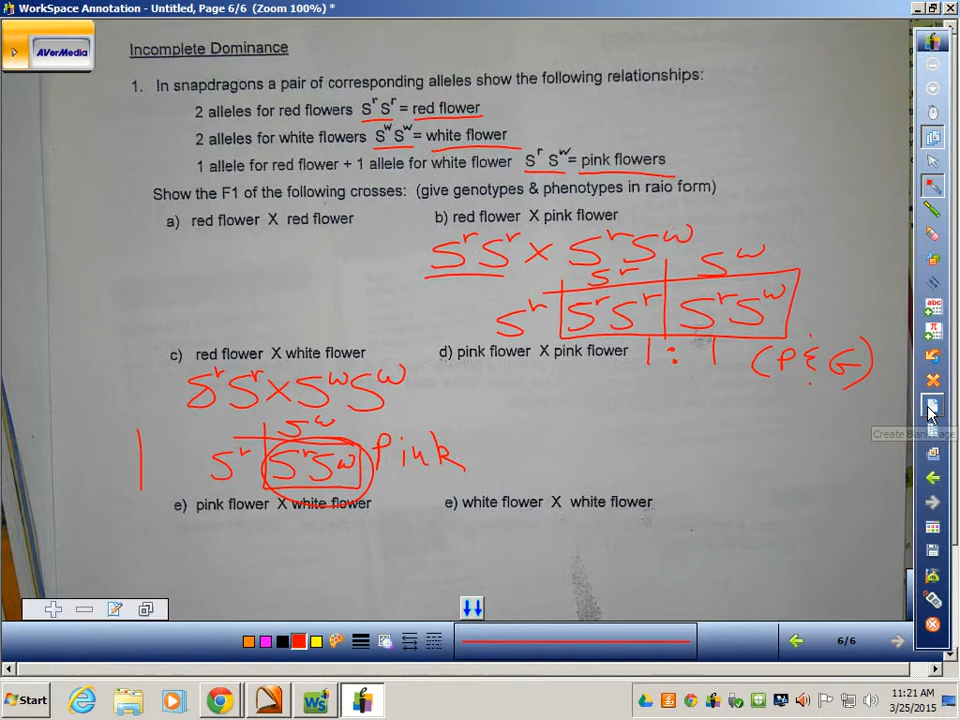 WorkSpace Annotation - Untitled, Page 6/6 (Zoom 100%) *
AVerMedia
Incomplete Dominance
1. In snapdragons a pair of corresponding alleles show the following relationships:
2 alleles for red flowers S^r S^r = red flower
2 alleles for white flowers S^w S^w = white flower
1 allele for red flower + 1 allele for white flower S^r S^w = pink flowers
Show the F1 of the following crosses: (give genotypes & phenotypes in raio form)
a) red flower X red flower b) red flower X pink flower
S^r S^r X S^r S^w
S^r S^w
S^r S^r S^r S^r S^w
c) red flower X white flower d) pink flower X pink flower
1 : 1 (P & G)
S^r S^r X S^w S^w
S^w
1 S^r S^r S^w Pink
e) pink flower X white flower e) white flower X white flower
abc
π
Create Blank Page
6/6
Start
WS
11:21 AM
3/25/2015